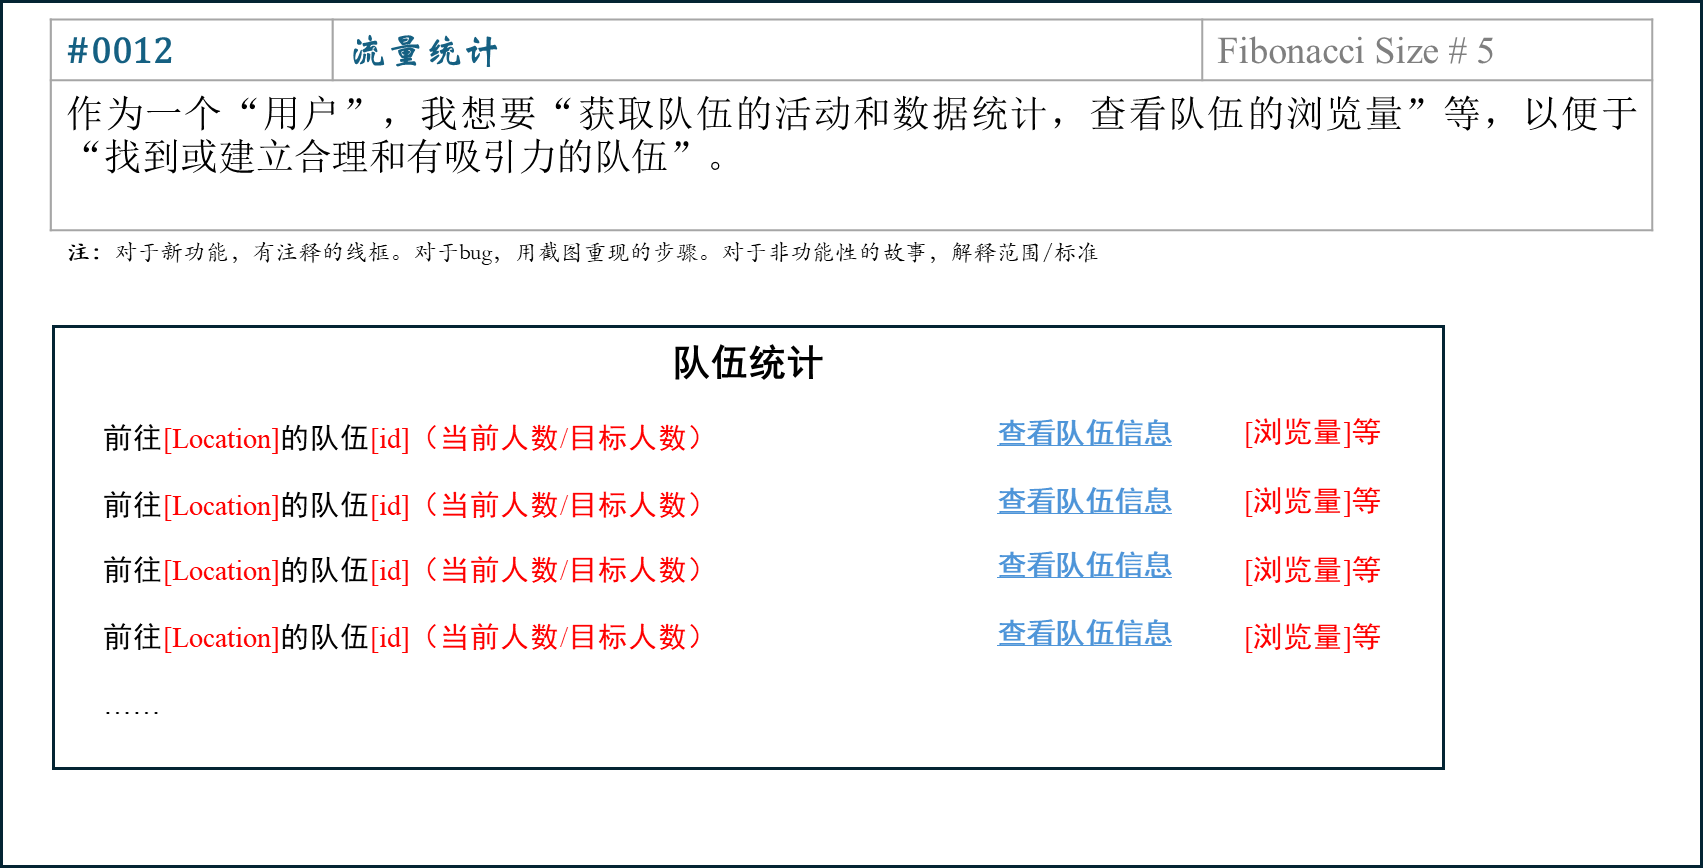 #0012 流量统计 Fibonacci Size # 5
作为一个“用户”，我想要“获取队伍的活动和数据统计，查看队伍的浏览量”等，以便于
“找到或建立合理和有吸引力的队伍”。
注：对于新功能，有注释的线框。对于bug，用截图重现的步骤。对于非功能性的故事，解释范围/标准
队伍统计
前往[Location]的队伍[id]（当前人数/目标人数） 查看队伍信息 [浏览量]等
前往[Location]的队伍[id]（当前人数/目标人数） 查看队伍信息 [浏览量]等
前往[Location]的队伍[id]（当前人数/目标人数） 查看队伍信息 [浏览量]等
前往[Location]的队伍[id]（当前人数/目标人数） 查看队伍信息 [浏览量]等
……